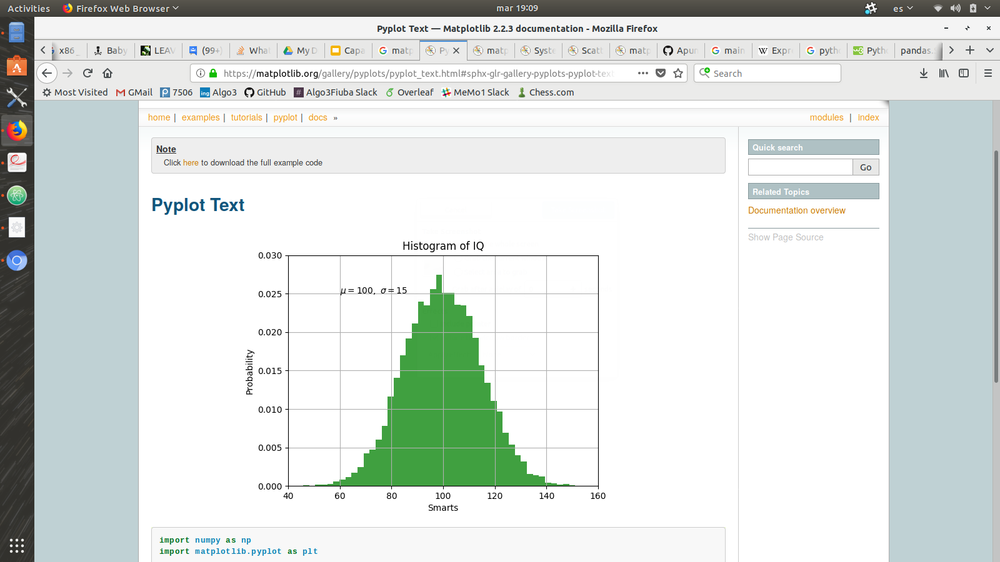 Activities Firefox Web Browser mar 19:09 es
Pyplot Text — Matplotlib 2.2.3 documentation - Mozilla Firefox
x86_ Baby LEAV (99+) What My D Capa matp Py matp Syste Scatt matp Apun main Expr pytho Pytho pandas.
https://matplotlib.org/gallery/pyplots/pyplot_text.html#sphx-glr-gallery-pyplots-pyplot-text Search
Most Visited GMail 7506 Algo3 GitHub Algo3Fiuba Slack Overleaf MeMo1 Slack Chess.com
home | examples | tutorials | pyplot | docs » modules | index
Note
Click here to download the full example code
Quick search
Go
Related Topics
Documentation overview
Show Page Source
Pyplot Text
Histogram of IQ
0.030
0.025
0.020
0.015
0.010
0.005
0.000
μ = 100, σ = 15
Probability
40 60 80 100 120 140 160
Smarts
import numpy as np
import matplotlib.pyplot as plt